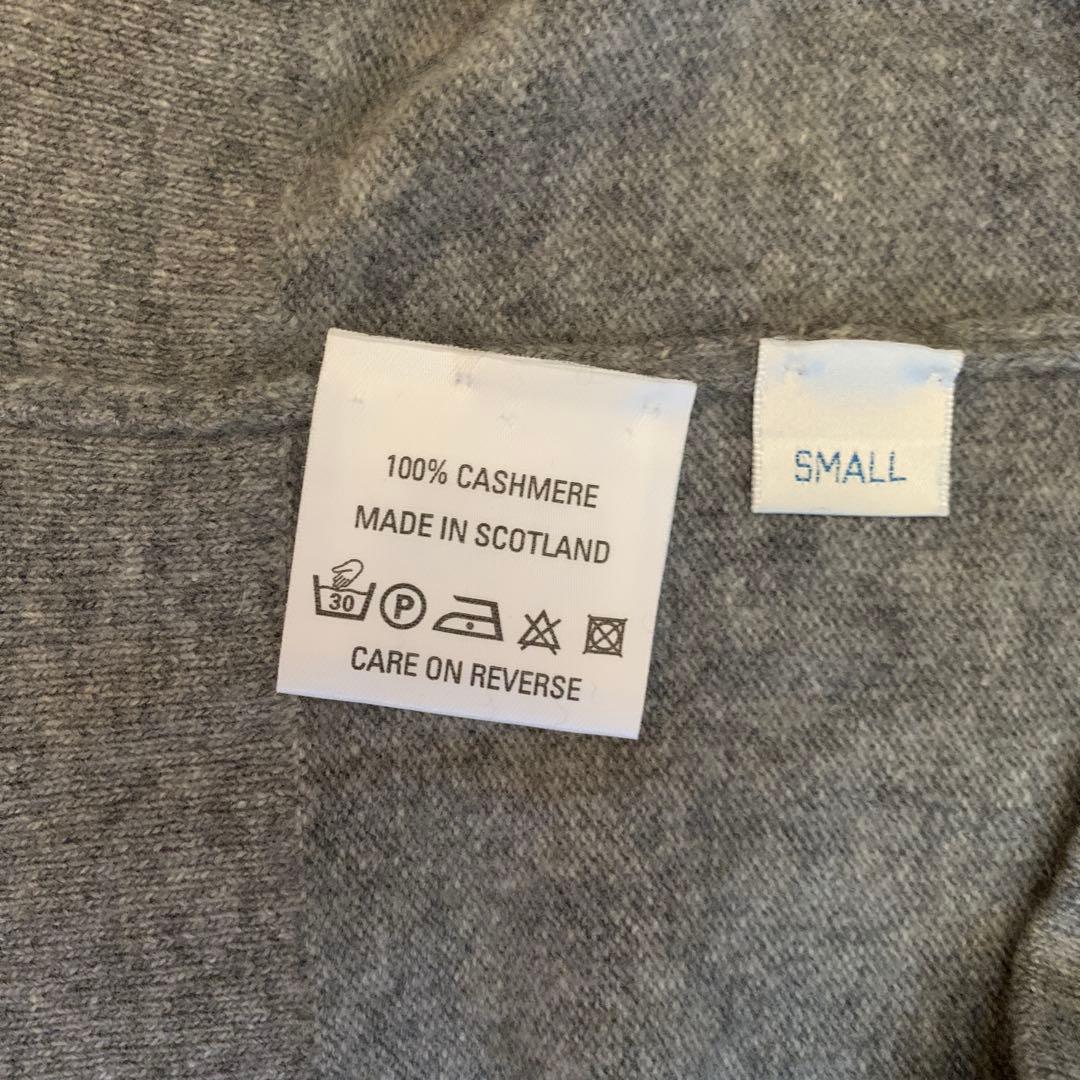 100% CASHMERE
MADE IN SCOTLAND
30 P
CARE ON REVERSE
SMALL